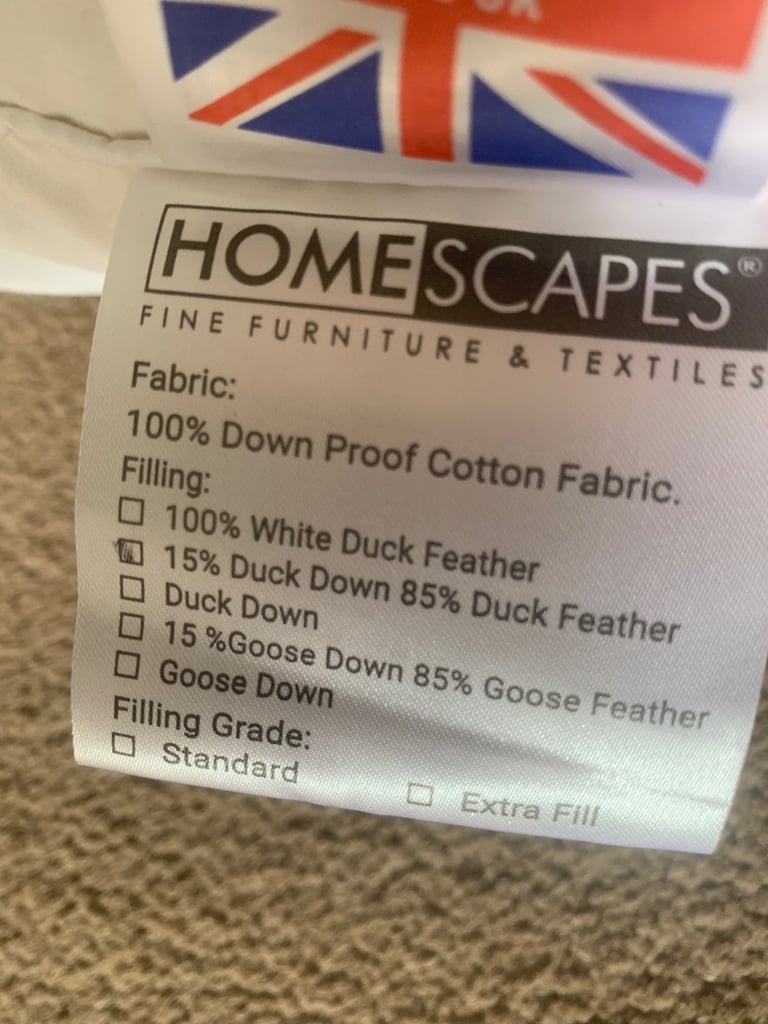 UK
HOMESCAPES®
FINE FURNITURE & TEXTILES
Fabric:
100% Down Proof Cotton Fabric.
Filling:
☐ 100% White Duck Feather
☒ 15% Duck Down 85% Duck Feather
☐ Duck Down
☐ 15 %Goose Down 85% Goose Feather
☐ Goose Down
Filling Grade:
☐ Standard ☐ Extra Fill